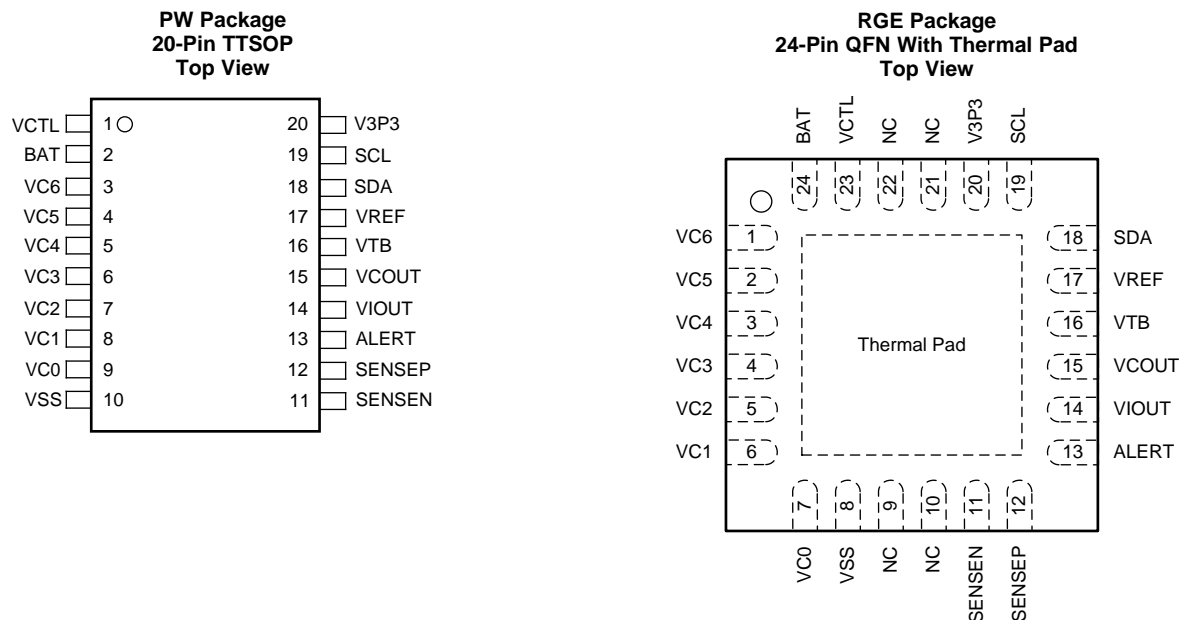 PW Package
20-Pin TTSOP
Top View
VCTL 1 20 V3P3
BAT 2 19 SCL
VC6 3 18 SDA
VC5 4 17 VREF
VC4 5 16 VTB
VC3 6 15 VCOUT
VC2 7 14 VIOUT
VC1 8 13 ALERT
VC0 9 12 SENSEP
VSS 10 11 SENSEN
RGE Package
24-Pin QFN With Thermal Pad
Top View
BAT VCTL NC NC V3P3 SCL
24 23 22 21 20 19
VC6 1 18 SDA
VC5 2 17 VREF
VC4 3 16 VTB
Thermal Pad
VC3 4 15 VCOUT
VC2 5 14 VIOUT
VC1 6 13 ALERT
7 8 9 10 11 12
VC0 VSS NC NC SENSEN SENSEP